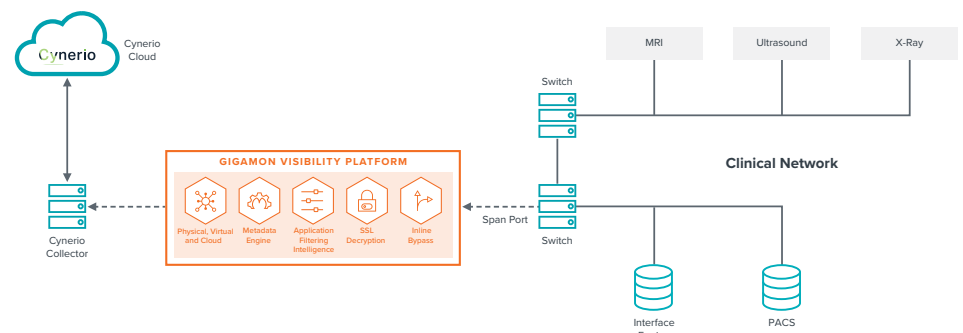 Cynerio
Cynerio
Cloud
MRI
Ultrasound
X-Ray
Switch
GIGAMON VISIBILITY PLATFORM
Clinical Network
Physical, Virtual
and Cloud
Metadata
Engine
Application
Filtering
Intelligence
SSL
Decryption
Inline
Bypass
Span Port
Switch
Cynerio
Collector
Interface
PACS